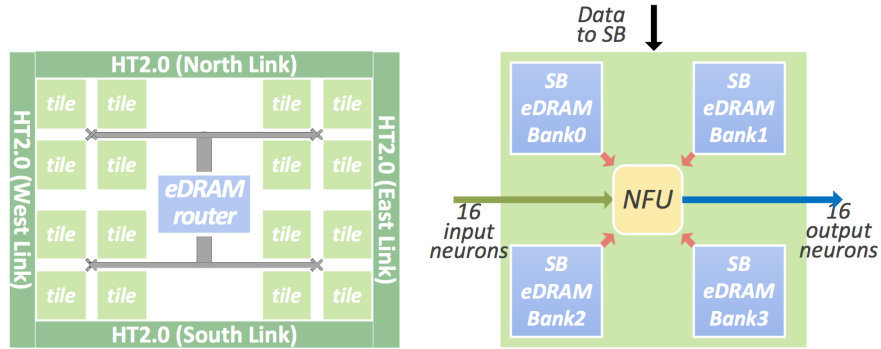 HT2.0 (North Link)
HT2.0 (West Link)
HT2.0 (East Link)
tile
tile
tile
tile
tile
tile
tile
tile
eDRAM
router
tile
tile
tile
tile
tile
tile
tile
tile
HT2.0 (South Link)
Data
to SB
SB
eDRAM
Bank0
SB
eDRAM
Bank1
NFU
16
input
neurons
16
output
neurons
SB
eDRAM
Bank2
SB
eDRAM
Bank3